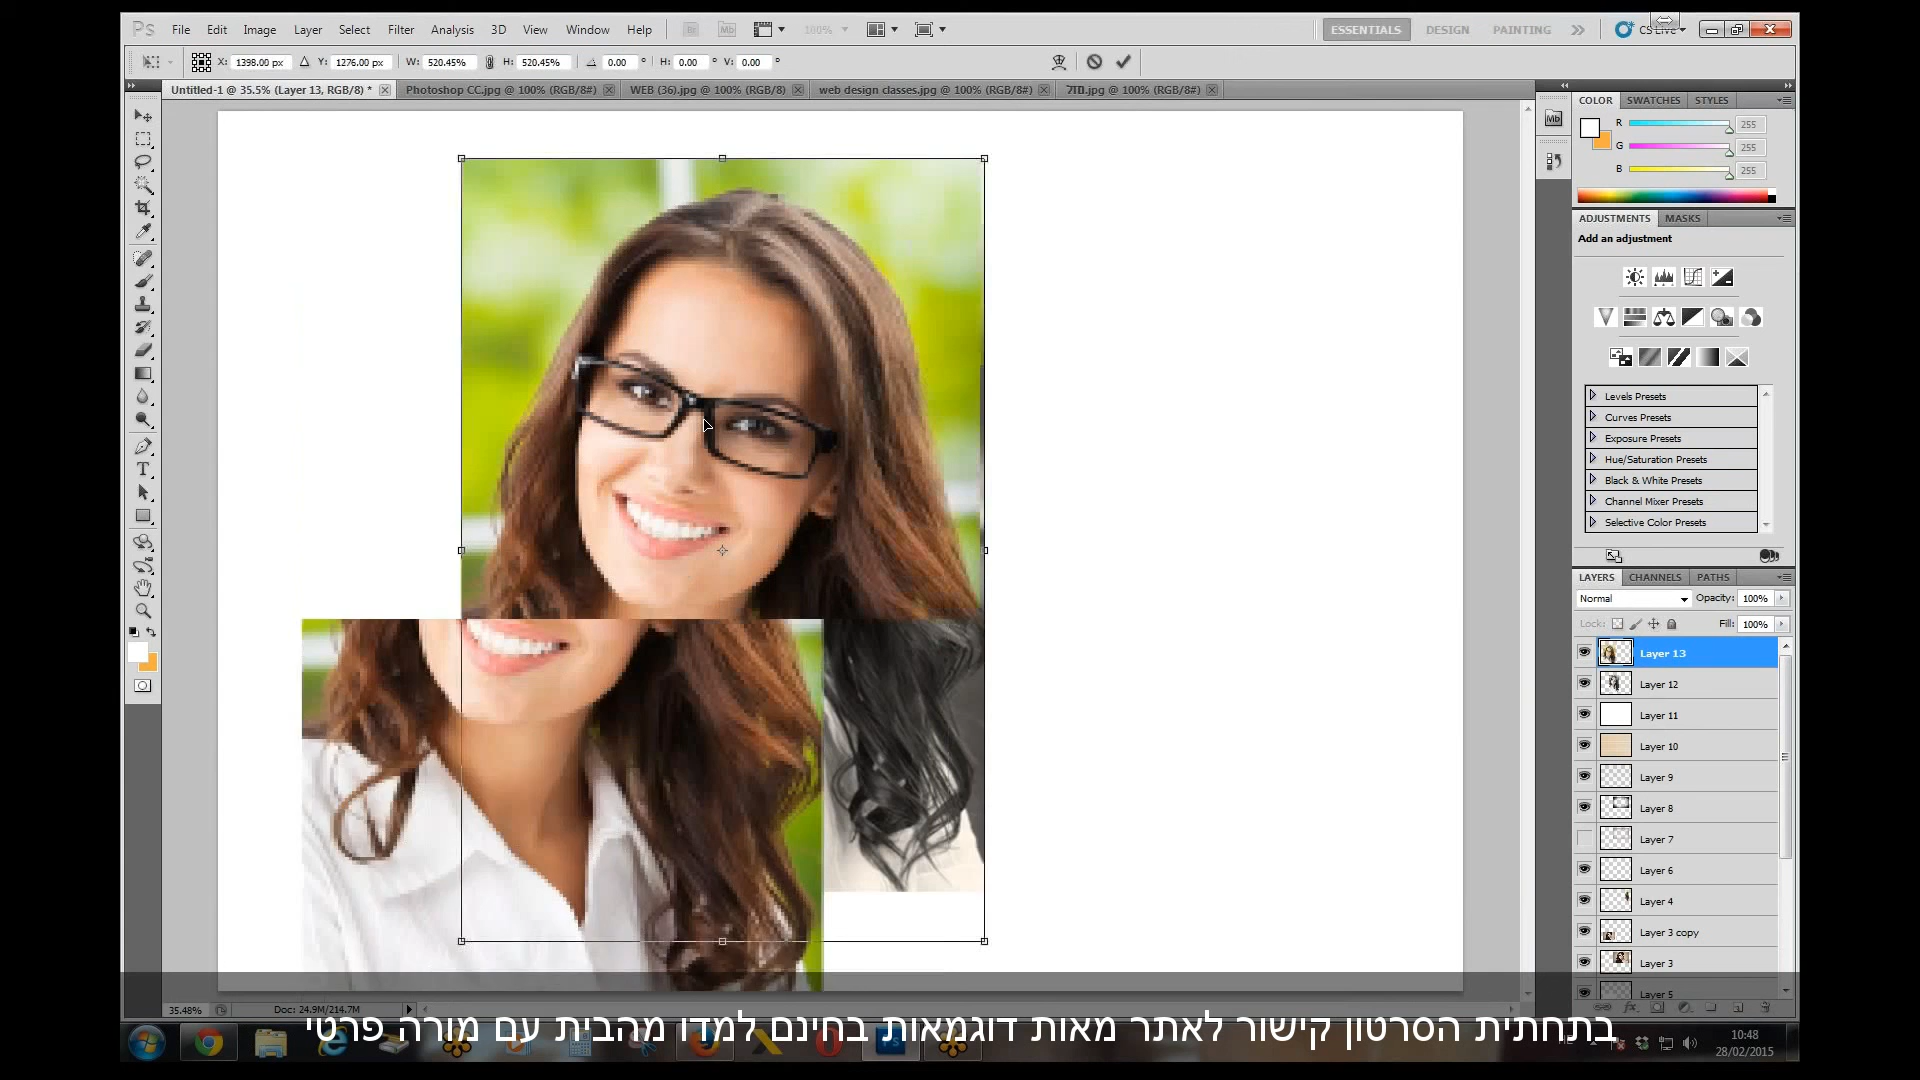 Ps File Edit Image Layer Select Filter Analysis 3D View Window Help Br Mb 100% ESSENTIALS DESIGN PAINTING CS Live
X: 1398.00 px Y: 1276.00 px W: 520.45% H: 520.45% 0.00 ° H: 0.00 ° V: 0.00 °
Untitled-1 @ 35.5% (Layer 13, RGB/8) * Photoshop CC.jpg @ 100% (RGB/8#) WEB (36).jpg @ 100% (RGB/8) web design classes.jpg @ 100% (RGB/8#) @ 100% (RGB/8#)
COLOR SWATCHES STYLES
Mb
R 255
G 255
B 255
ADJUSTMENTS MASKS
Add an adjustment
Levels Presets
Curves Presets
Exposure Presets
Hue/Saturation Presets
Black & White Presets
Channel Mixer Presets
Selective Color Presets
LAYERS CHANNELS PATHS
Normal Opacity: 100%
Lock: Fill: 100%
Layer 13
Layer 12
Layer 11
Layer 10
Layer 9
Layer 8
Layer 7
Layer 6
Layer 4
Layer 3 copy
Layer 3
Layer 5
35.48% Doc: 24.9M/214.7M
בתחתית הסרטון קישור לאתר מאות דוגמאות בחינם למדו מהבית עם מורה פרטי
10:48
28/02/2015